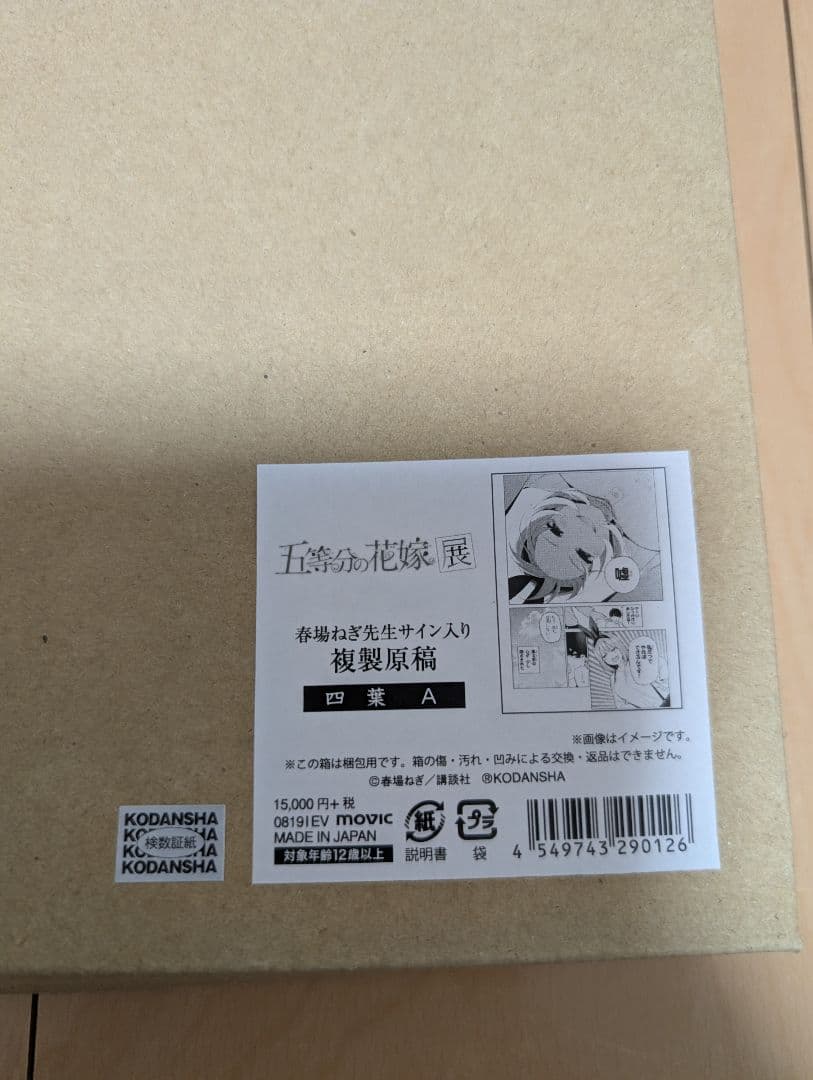 五等分の花嫁 展
春場ねぎ先生サイン入り
複製原稿
四葉 A
嘘
※画像はイメージです。
※この箱は梱包用です。箱の傷・汚れ・凹みによる交換・返品はできません。
©春場ねぎ／講談社 ®KODANSHA
15,000円+税
0819IEV movic
MADE IN JAPAN
対象年齢12歳以上
紙
説明書
プラ
袋
4 549743 290126
KODANSHA
検数証紙
KODANSHA